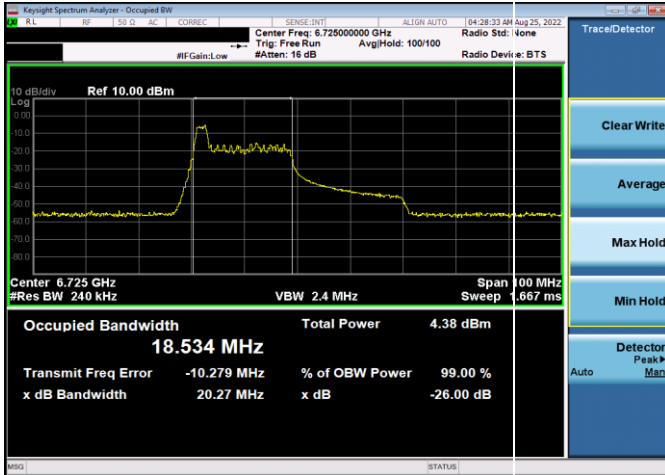 Keysight Spectrum Analyzer - Occupied BW
RL RF 50 Ω AC CORREC SENSE:INT ALIGN AUTO 04:28:33 AM Aug 25, 2022
Center Freq: 6.725000000 GHz Radio Std: None
Trig: Free Run Avg|Hold: 100/100
#IFGain:Low #Atten: 16 dB Radio Device: BTS
10 dB/div Ref 10.00 dBm
Log
0.00
-10.0
-20.0
-30.0
-40.0
-50.0
-60.0
-70.0
-80.0
Center 6.725 GHz Span 100 MHz
#Res BW 240 kHz VBW 2.4 MHz Sweep 1.667 ms
Occupied Bandwidth Total Power 4.38 dBm
18.534 MHz
Transmit Freq Error -10.279 MHz % of OBW Power 99.00 %
x dB Bandwidth 20.27 MHz x dB -26.00 dB
MSG STATUS
Trace/Detector
Clear Write
Average
Max Hold
Min Hold
Detector
Peak▶
Auto Man